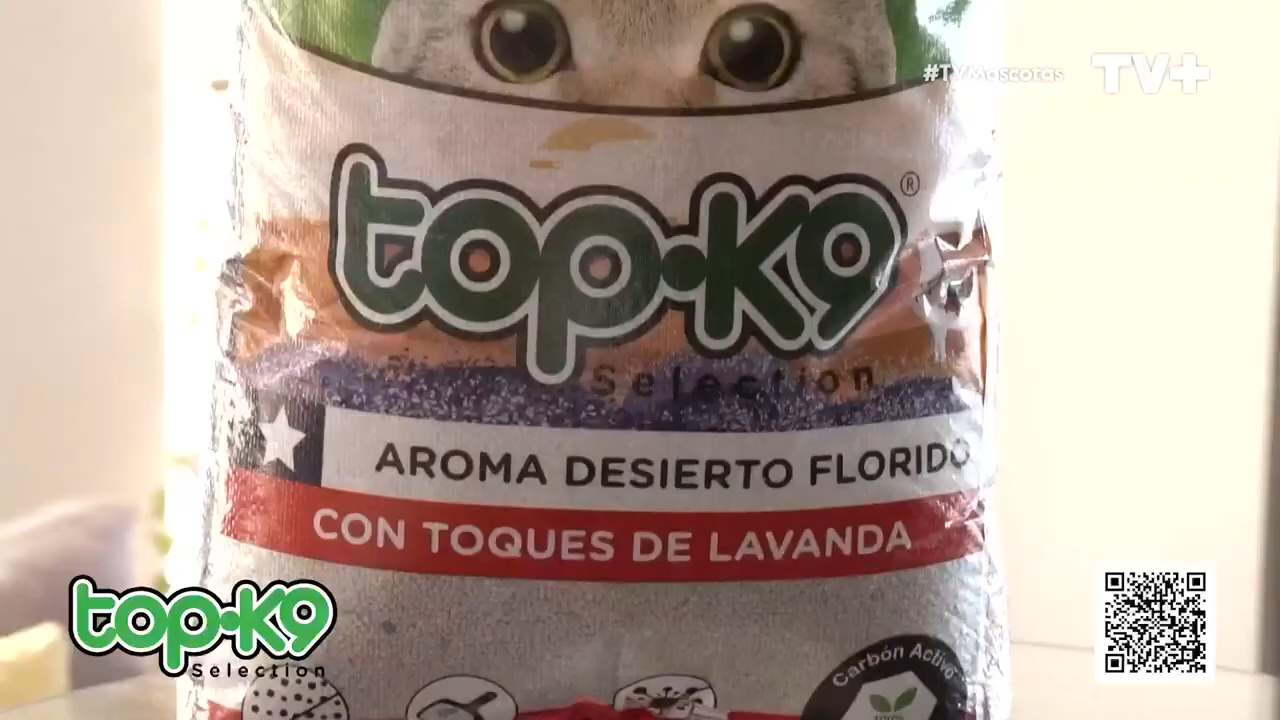 #TVMascotas
TV+
top·K9®
Selection
AROMA DESIERTO FLORIDO
CON TOQUES DE LAVANDA
top·K9
Selection
Carbón Activo